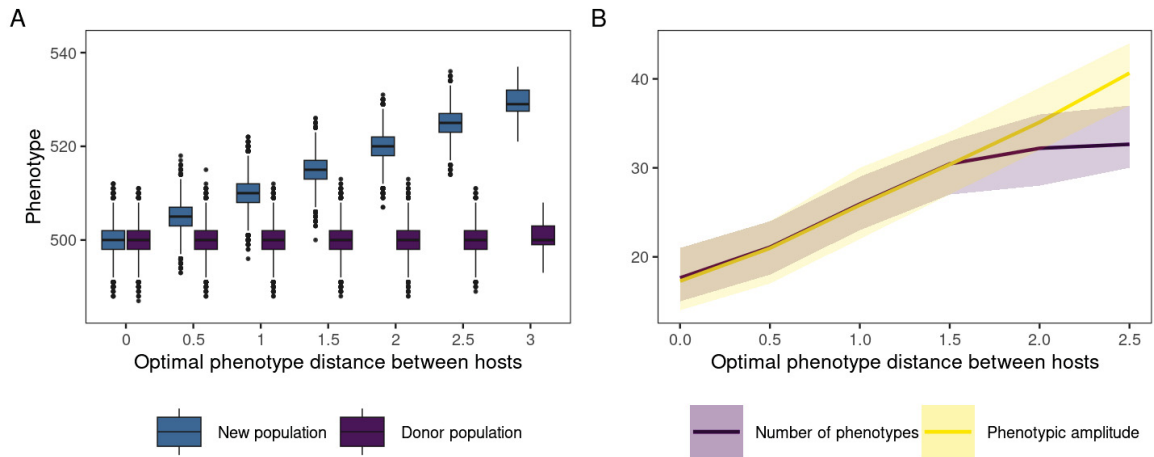 A
Phenotype
540
520
500
0 0.5 1 1.5 2 2.5 3
Optimal phenotype distance between hosts
New population Donor population
B
40
30
20
0.0 0.5 1.0 1.5 2.0 2.5
Optimal phenotype distance between hosts
Number of phenotypes Phenotypic amplitude